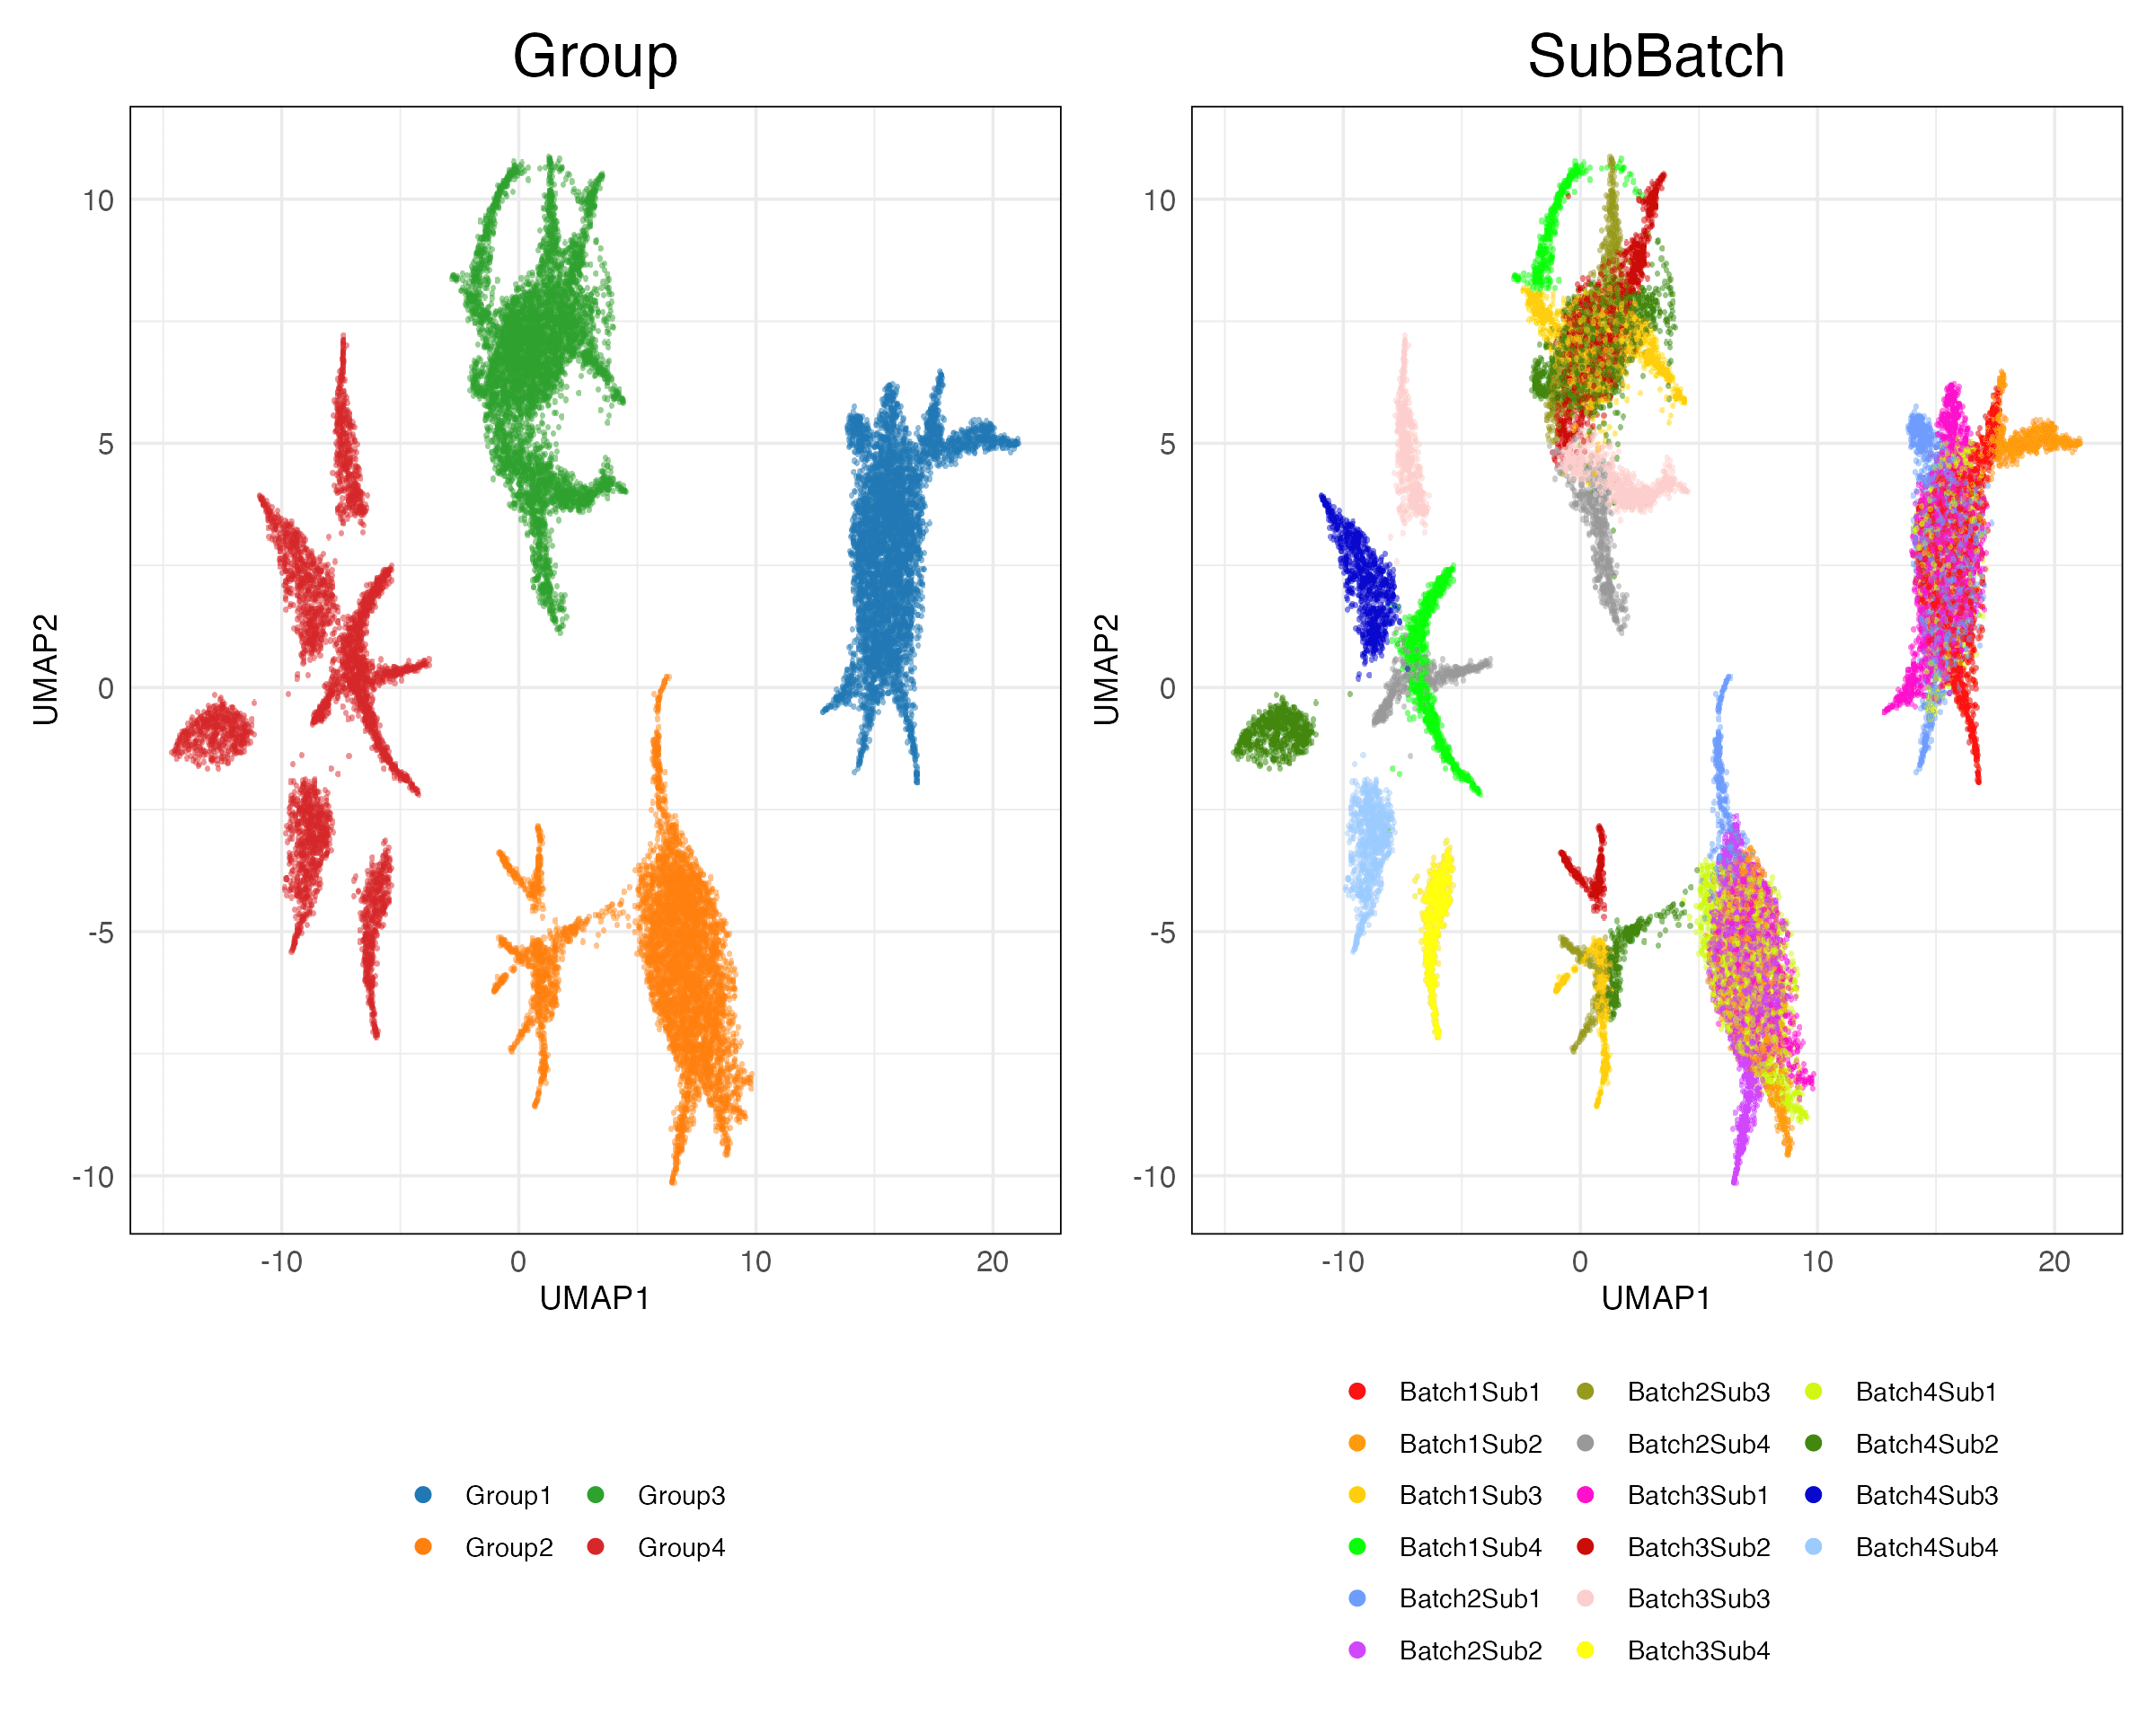 Group
SubBatch
10
5
0
-5
-10
UMAP2
-10 0 10 20
UMAP1
10
5
0
-5
-10
UMAP2
-10 0 10 20
UMAP1
Group1 Group3
Group2 Group4
Batch1Sub1 Batch2Sub3 Batch4Sub1
Batch1Sub2 Batch2Sub4 Batch4Sub2
Batch1Sub3 Batch3Sub1 Batch4Sub3
Batch1Sub4 Batch3Sub2 Batch4Sub4
Batch2Sub1 Batch3Sub3
Batch2Sub2 Batch3Sub4